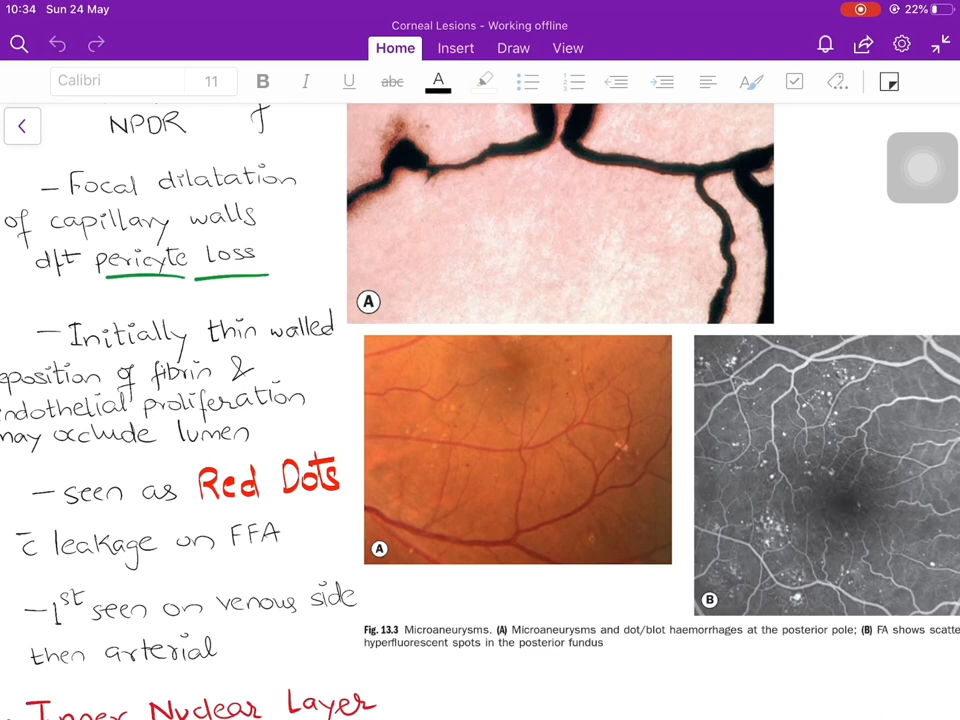 10:34 Sun 24 May
22%
Corneal Lesions - Working offline
Home Insert Draw View
Calibri 11 B I U abc A
NPDR ↑
- Focal dilatation
of capillary walls
d/t pericyte loss
- Initially thin walled
eposition of fibrin &
endothelial proliferation
may occlude lumen
- seen as Red Dots
c̄ leakage on FFA
- 1st seen on venous side
then arterial
Inner Nuclear Layer
A
A
B
Fig. 13.3 Microaneurysms. (A) Microaneurysms and dot/blot haemorrhages at the posterior pole; (B) FA shows scatte
hyperfluorescent spots in the posterior fundus